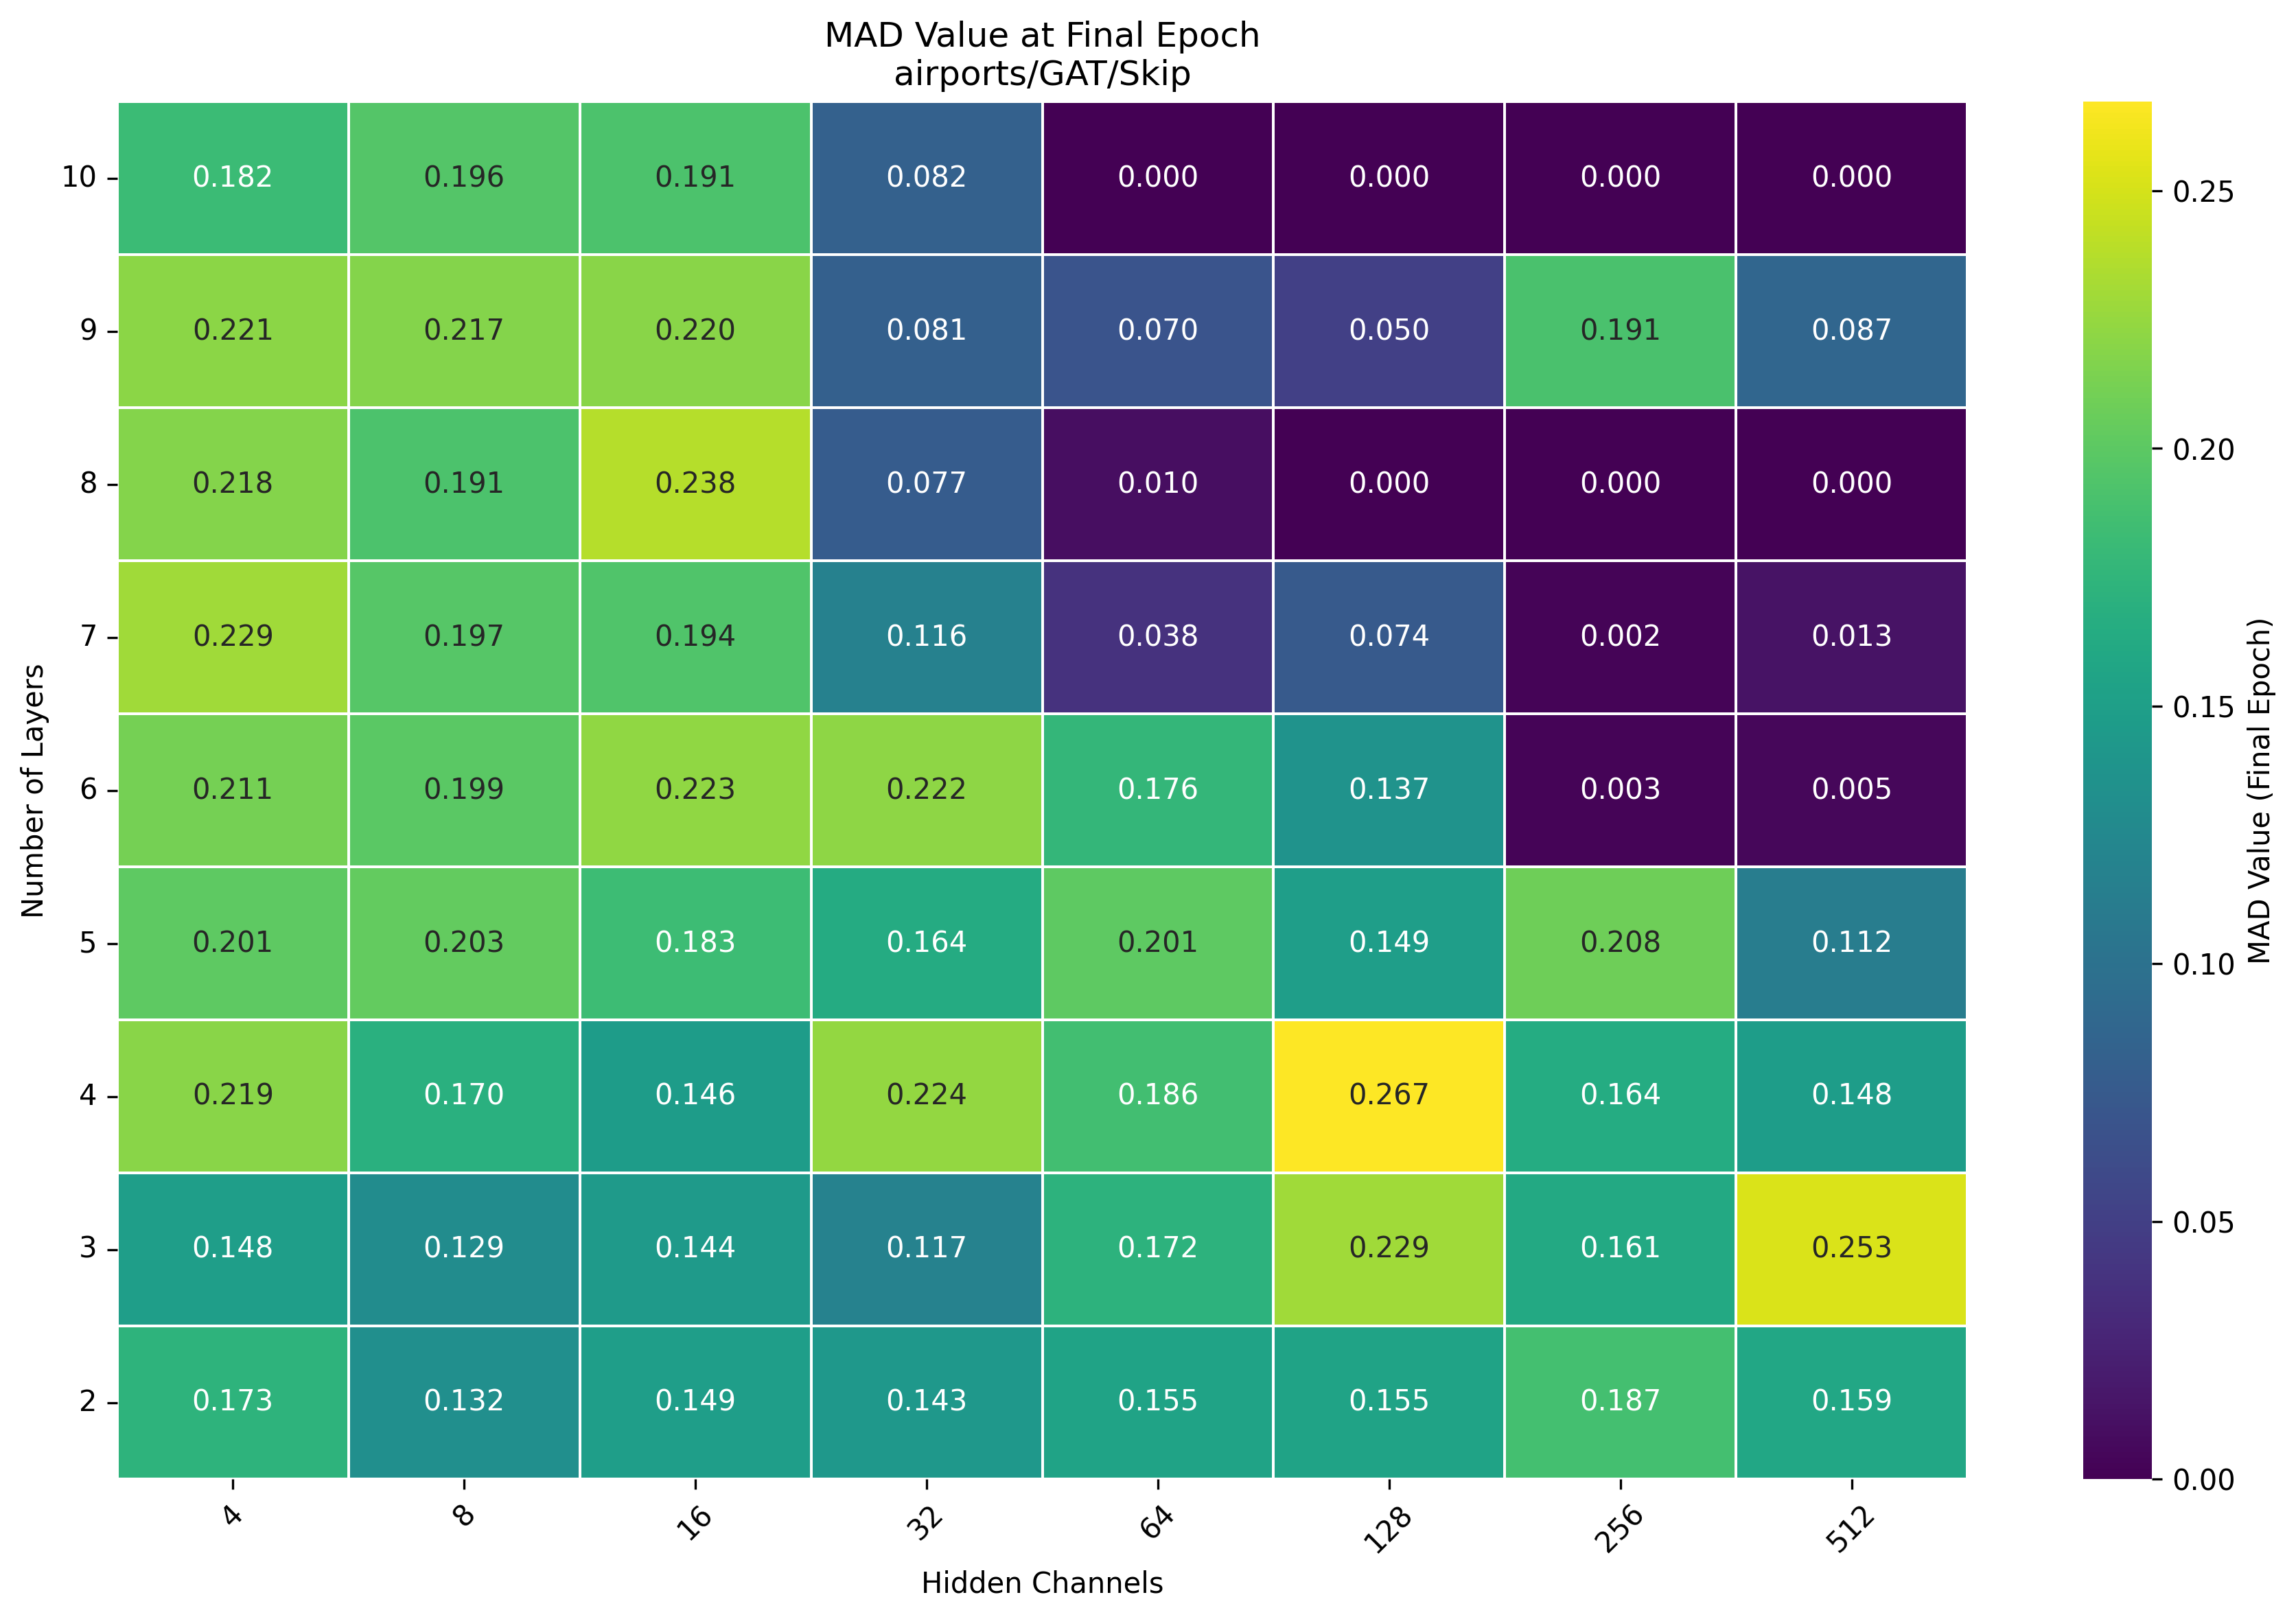 MAD Value at Final Epoch
airports/GAT/Skip
10 0.182 0.196 0.191 0.082 0.000 0.000 0.000 0.000
9 0.221 0.217 0.220 0.081 0.070 0.050 0.191 0.087
8 0.218 0.191 0.238 0.077 0.010 0.000 0.000 0.000
7 0.229 0.197 0.194 0.116 0.038 0.074 0.002 0.013
6 0.211 0.199 0.223 0.222 0.176 0.137 0.003 0.005
5 0.201 0.203 0.183 0.164 0.201 0.149 0.208 0.112
4 0.219 0.170 0.146 0.224 0.186 0.267 0.164 0.148
3 0.148 0.129 0.144 0.117 0.172 0.229 0.161 0.253
2 0.173 0.132 0.149 0.143 0.155 0.155 0.187 0.159
4 8 16 32 64 128 256 512
Hidden Channels
Number of Layers
0.25
0.20
0.15
0.10
0.05
0.00
MAD Value (Final Epoch)